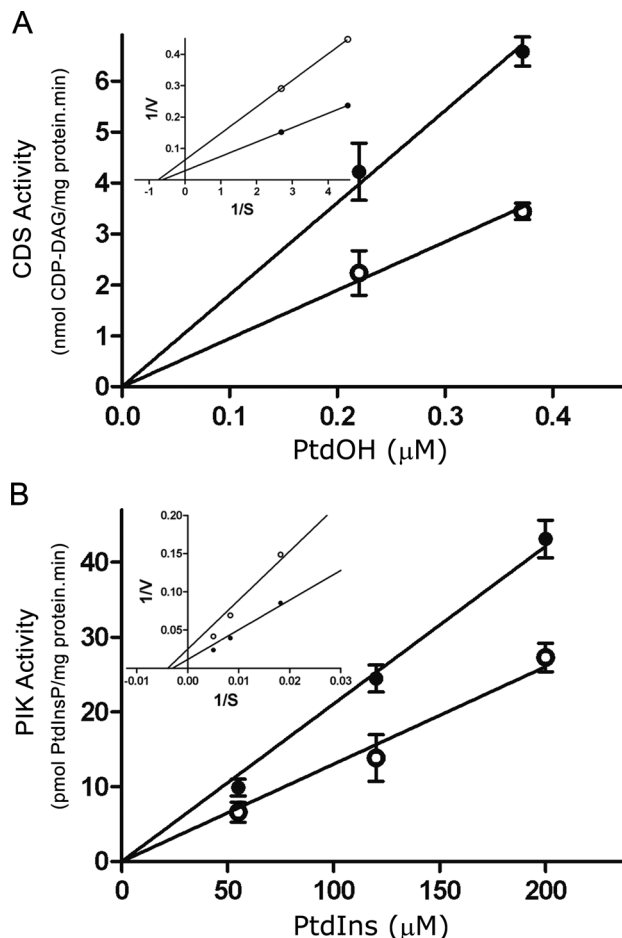 A
CDS Activity
(nmol CDP-DAG/mg protein.min)
6
5
4
3
2
1
0
0.0 0.1 0.2 0.3 0.4
PtdOH (μM)
1/V
0.4
0.3
0.2
0.1
-1 0 1 2 3 4
1/S
B
PIK Activity
(pmol PtdInsP/mg protein.min)
40
30
20
10
0
0 50 100 150 200
PtdIns (μM)
1/V
0.20
0.15
0.10
0.05
-0.01 0.00 0.01 0.02 0.03
1/S